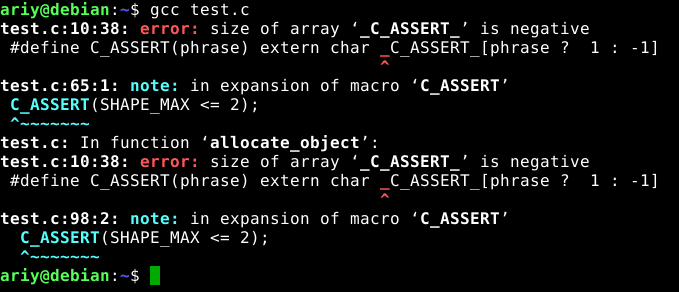 ariy@debian:~$ gcc test.c
test.c:10:38: error: size of array ‘_C_ASSERT_’ is negative
 #define C_ASSERT(phrase) extern char _C_ASSERT_[phrase ?  1 : -1]
                                      ^
test.c:65:1: note: in expansion of macro ‘C_ASSERT’
 C_ASSERT(SHAPE_MAX <= 2);
 ^~~~~~~~
test.c: In function ‘allocate_object’:
test.c:10:38: error: size of array ‘_C_ASSERT_’ is negative
 #define C_ASSERT(phrase) extern char _C_ASSERT_[phrase ?  1 : -1]
                                      ^
test.c:98:2: note: in expansion of macro ‘C_ASSERT’
  C_ASSERT(SHAPE_MAX <= 2);
  ^~~~~~~~
ariy@debian:~$